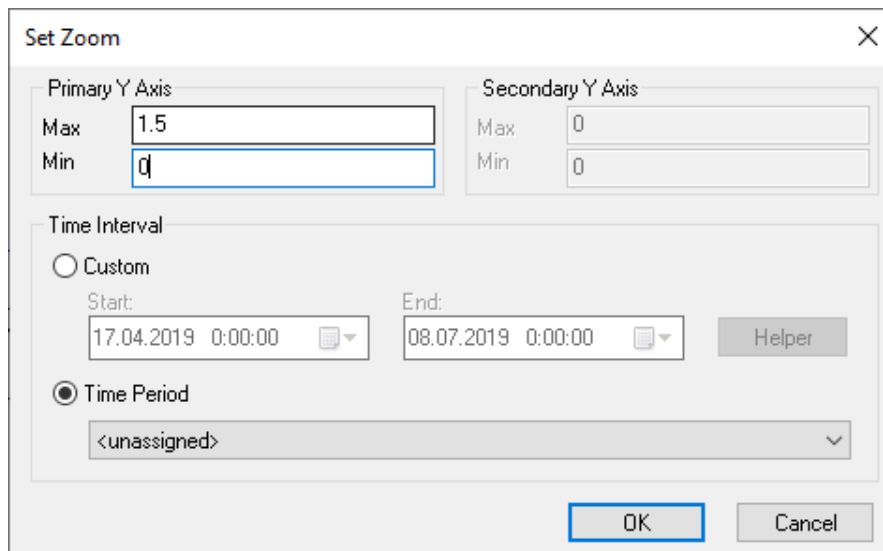 Set Zoom
Primary Y Axis
Max 1.5
Min 0
Secondary Y Axis
Max 0
Min 0
Time Interval
Custom
Start: End:
17.04.2019 0:00:00 08.07.2019 0:00:00 Helper
Time Period
<unassigned>
OK Cancel